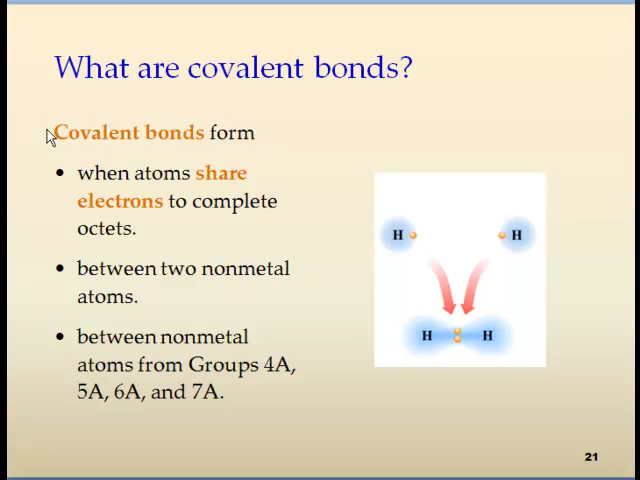 What are covalent bonds?
Covalent bonds form
• when atoms share
electrons to complete
octets.
• between two nonmetal
atoms.
• between nonmetal
atoms from Groups 4A,
5A, 6A, and 7A.
H H
H H
21